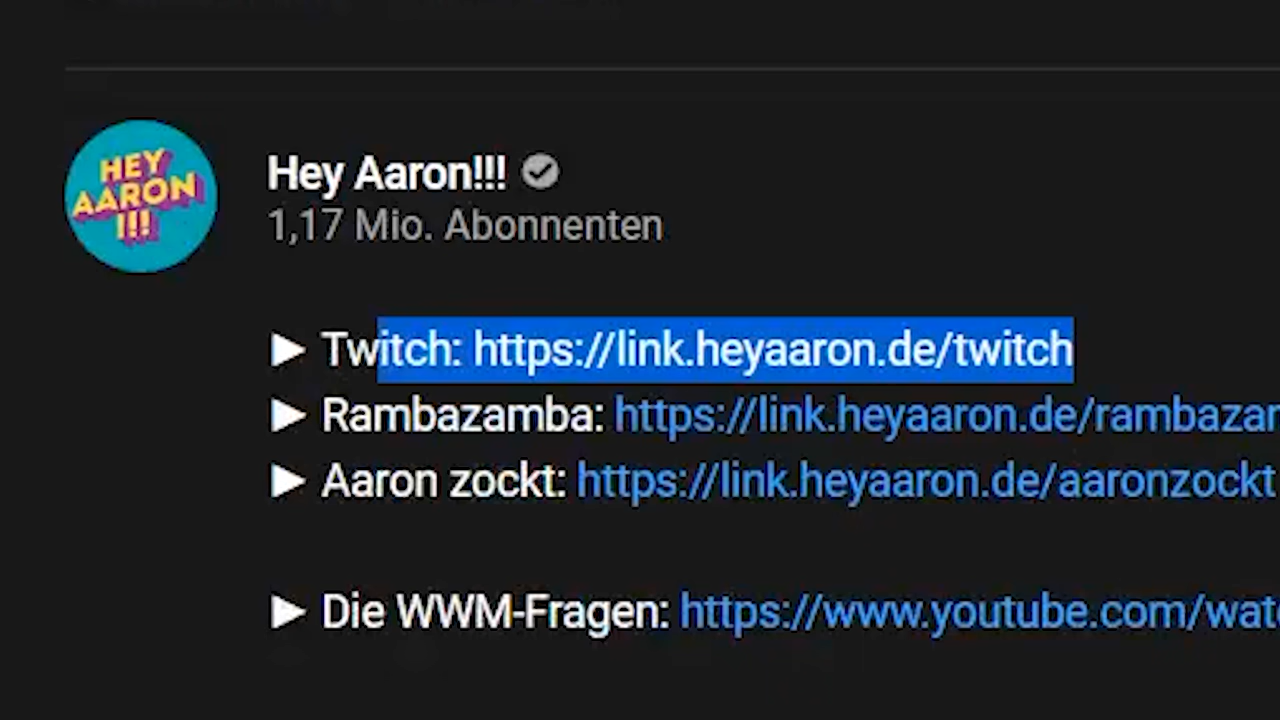 HEY
AARON
!!!
Hey Aaron!!!
1,17 Mio. Abonnenten
► Twitch: https://link.heyaaron.de/twitch
► Rambazamba: https://link.heyaaron.de/rambazar
► Aaron zockt: https://link.heyaaron.de/aaronzockt
► Die WWM-Fragen: https://www.youtube.com/wat